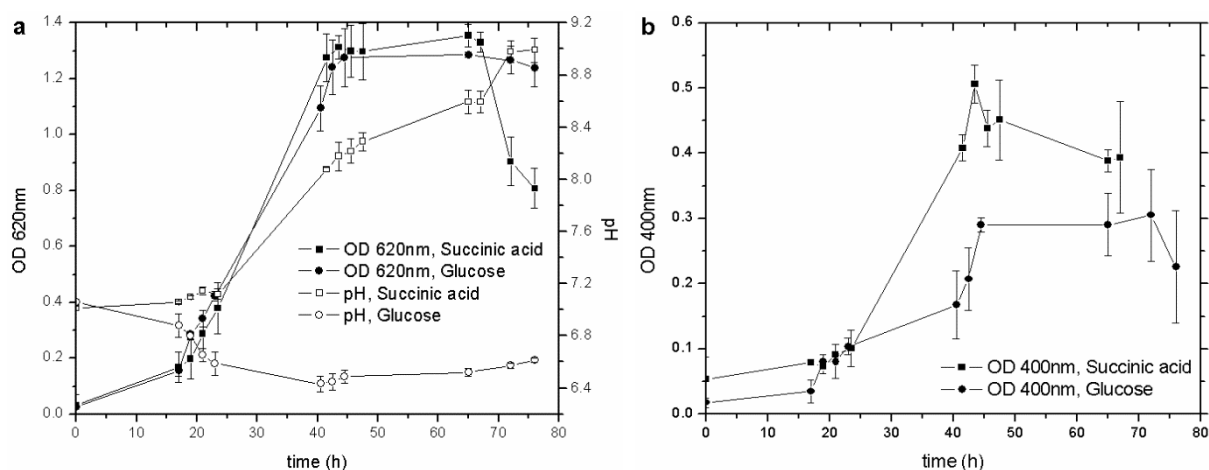 a
1.4
1.2
1.0
0.8
0.6
0.4
0.2
0.0
OD 620nm
9.2
8.8
8.4
8.0
7.6
7.2
6.8
6.4
pH
OD 620nm, Succinic acid
OD 620nm, Glucose
pH, Succinic acid
pH, Glucose
0 20 40 60 80
time (h)
b
0.6
0.5
0.4
0.3
0.2
0.1
0.0
OD 400nm
OD 400nm, Succinic acid
OD 400nm, Glucose
0 10 20 30 40 50 60 70 80
time (h)